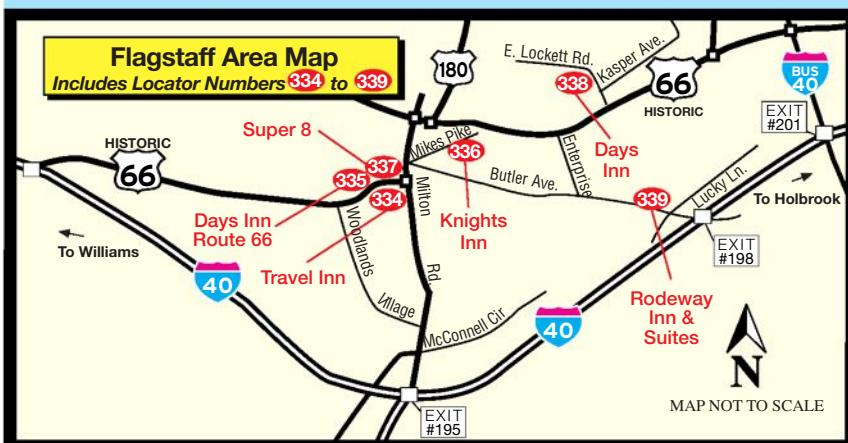 Flagstaff Area Map
Includes Locator Numbers 334 to 339
180
E. Lockett Rd.
Kasper Ave.
66
HISTORIC
BUS
40
EXIT
#201
338
Days
Inn
HISTORIC
66
Super 8
337
335
334
Days Inn
Route 66
Travel Inn
Mikes Pike
336
Knights
Inn
Milton
Rd.
Butler Ave.
Enterprise
339
Lucky Ln.
To Holbrook
To Williams
Woodlands
Village
40
McConnell Cir
40
EXIT
#198
Rodeway
Inn &
Suites
EXIT
#195
N
MAP NOT TO SCALE